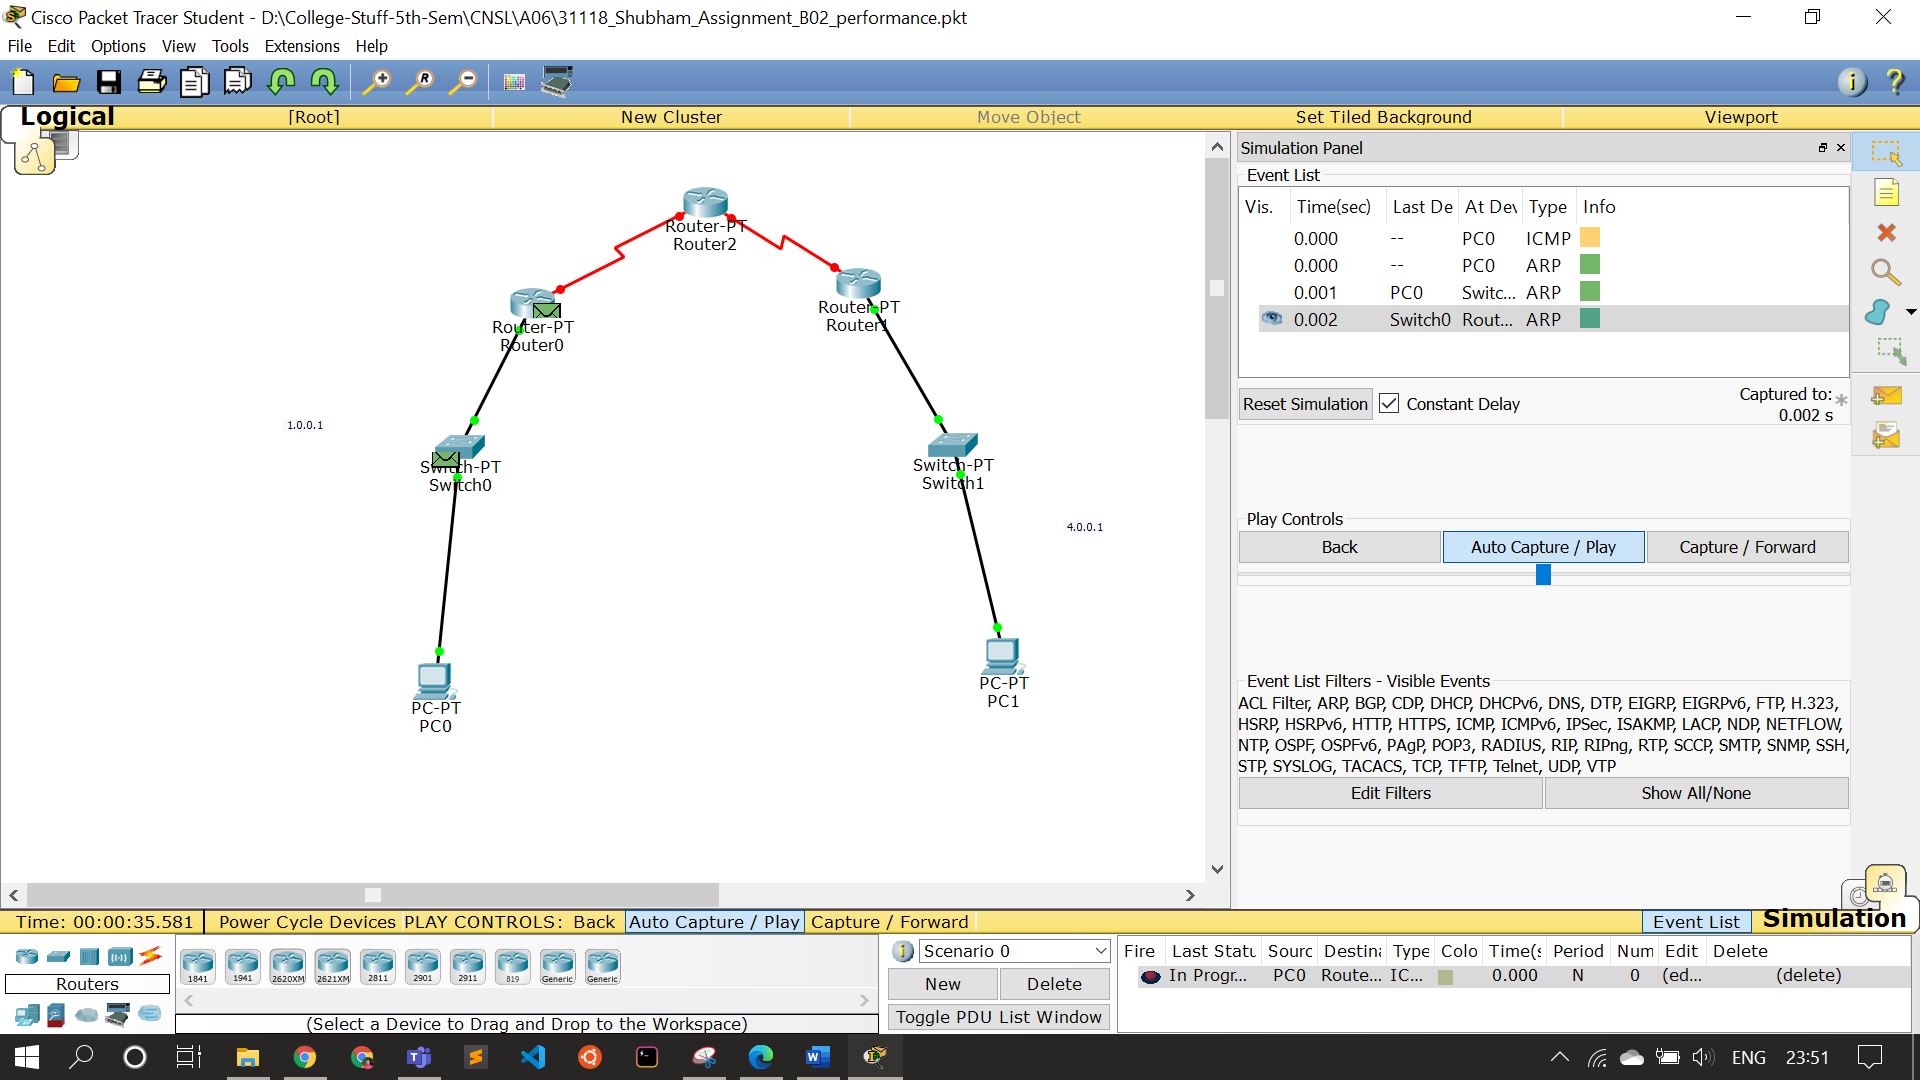 Cisco Packet Tracer Student - D:\College-Stuff-5th-Sem\CNSL\A06\31118_Shubham_Assignment_B02_performance.pkt
File Edit Options View Tools Extensions Help
Logical [Root] New Cluster Move Object Set Tiled Background Viewport
Router-PT
Router2
Router-PT
Router0
Router-PT
Router1
1.0.0.1
Switch-PT
Switch0
Switch-PT
Switch1
4.0.0.1
PC-PT
PC0
PC-PT
PC1
Simulation Panel
Event List
Vis. Time(sec) Last De At Dev Type Info
0.000 -- PC0 ICMP
0.000 -- PC0 ARP
0.001 PC0 Switc... ARP
0.002 Switch0 Rout... ARP
Reset Simulation Constant Delay Captured to: *
0.002 s
Play Controls
Back Auto Capture / Play Capture / Forward
Event List Filters - Visible Events
ACL Filter, ARP, BGP, CDP, DHCP, DHCPv6, DNS, DTP, EIGRP, EIGRPv6, FTP, H.323,
HSRP, HSRPv6, HTTP, HTTPS, ICMP, ICMPv6, IPSec, ISAKMP, LACP, NDP, NETFLOW,
NTP, OSPF, OSPFv6, PAgP, POP3, RADIUS, RIP, RIPng, RTP, SCCP, SMTP, SNMP, SSH,
STP, SYSLOG, TACACS, TCP, TFTP, Telnet, UDP, VTP
Edit Filters Show All/None
Time: 00:00:35.581 Power Cycle Devices PLAY CONTROLS: Back Auto Capture / Play Capture / Forward Event List Simulation
Routers
1841 1941 2620XM 2621XM 2811 2901 2911 819 Generic Generic
(Select a Device to Drag and Drop to the Workspace)
Scenario 0
New Delete
Toggle PDU List Window
Fire Last Statu Sourc Destina Type Colo Time(s Period Num Edit Delete
In Progr... PC0 Route... IC... 0.000 N 0 (ed... (delete)
ENG 23:51